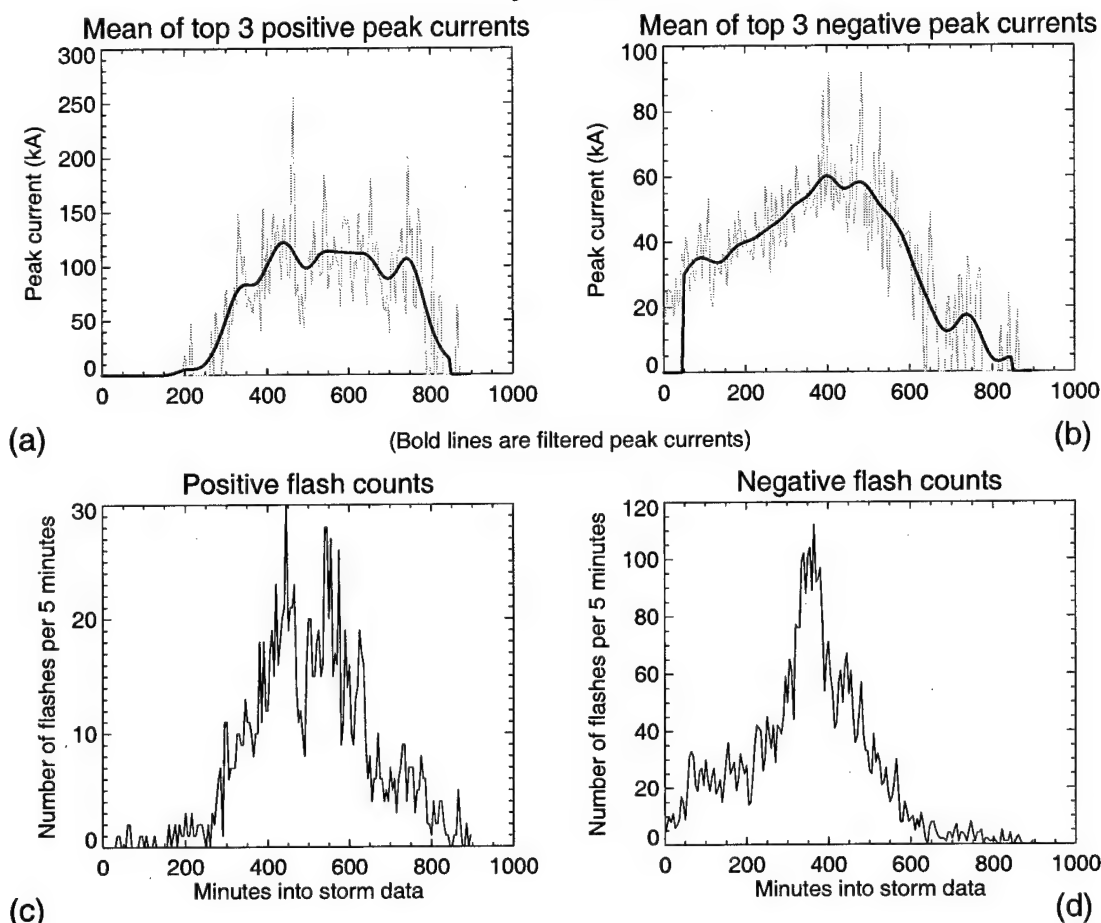 Mean of top 3 positive peak currents
Peak current (kA)
300
250
200
150
100
50
0
0 200 400 600 800 1000
(a)
Mean of top 3 negative peak currents
Peak current (kA)
100
80
60
40
20
0
0 200 400 600 800 1000
(b)
(Bold lines are filtered peak currents)
Positive flash counts
Number of flashes per 5 minutes
30
20
10
0
0 200 400 600 800 1000
Minutes into storm data
(c)
Negative flash counts
Number of flashes per 5 minutes
120
100
80
60
40
20
0
0 200 400 600 800 1000
Minutes into storm data
(d)